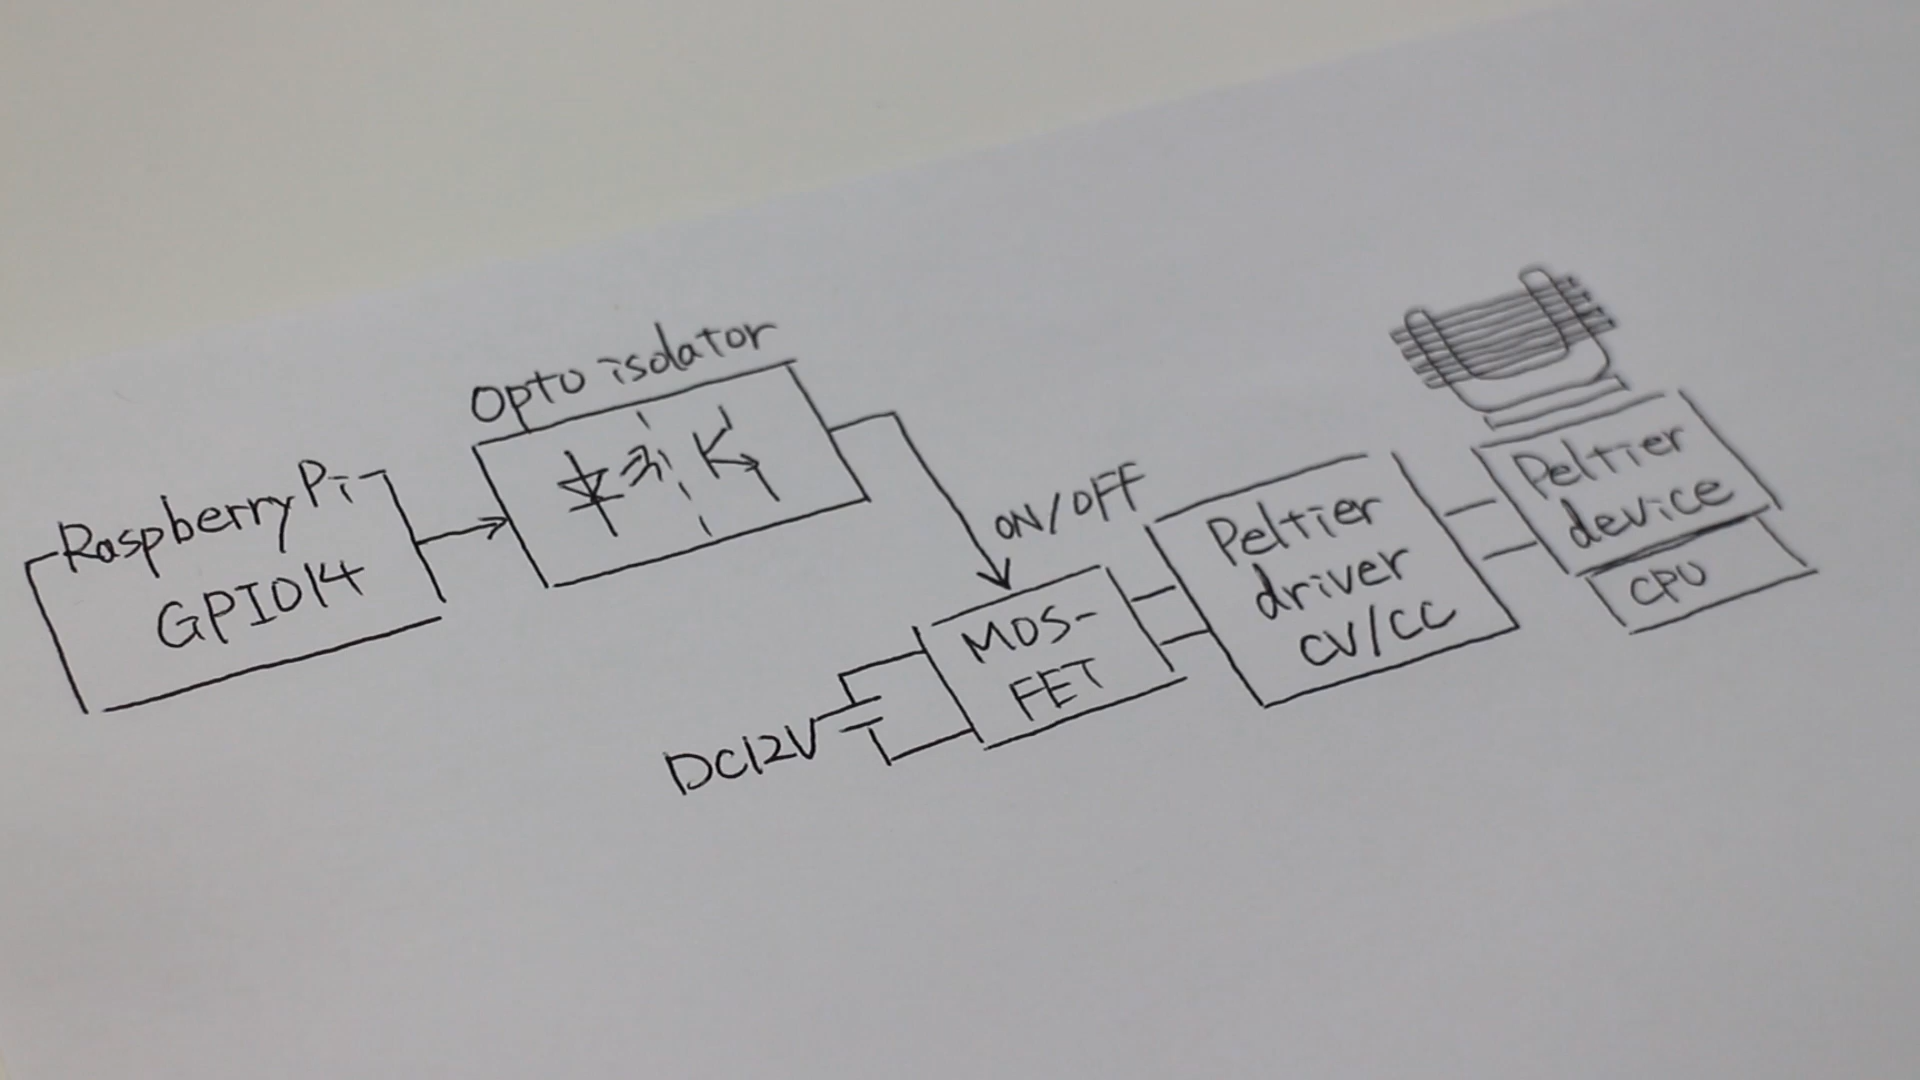 Opto isolator
Raspberry Pi
GPIO14
ON/OFF
MOS-
FET
DC12V
Peltier
driver
CV/CC
Peltier
device
CPU